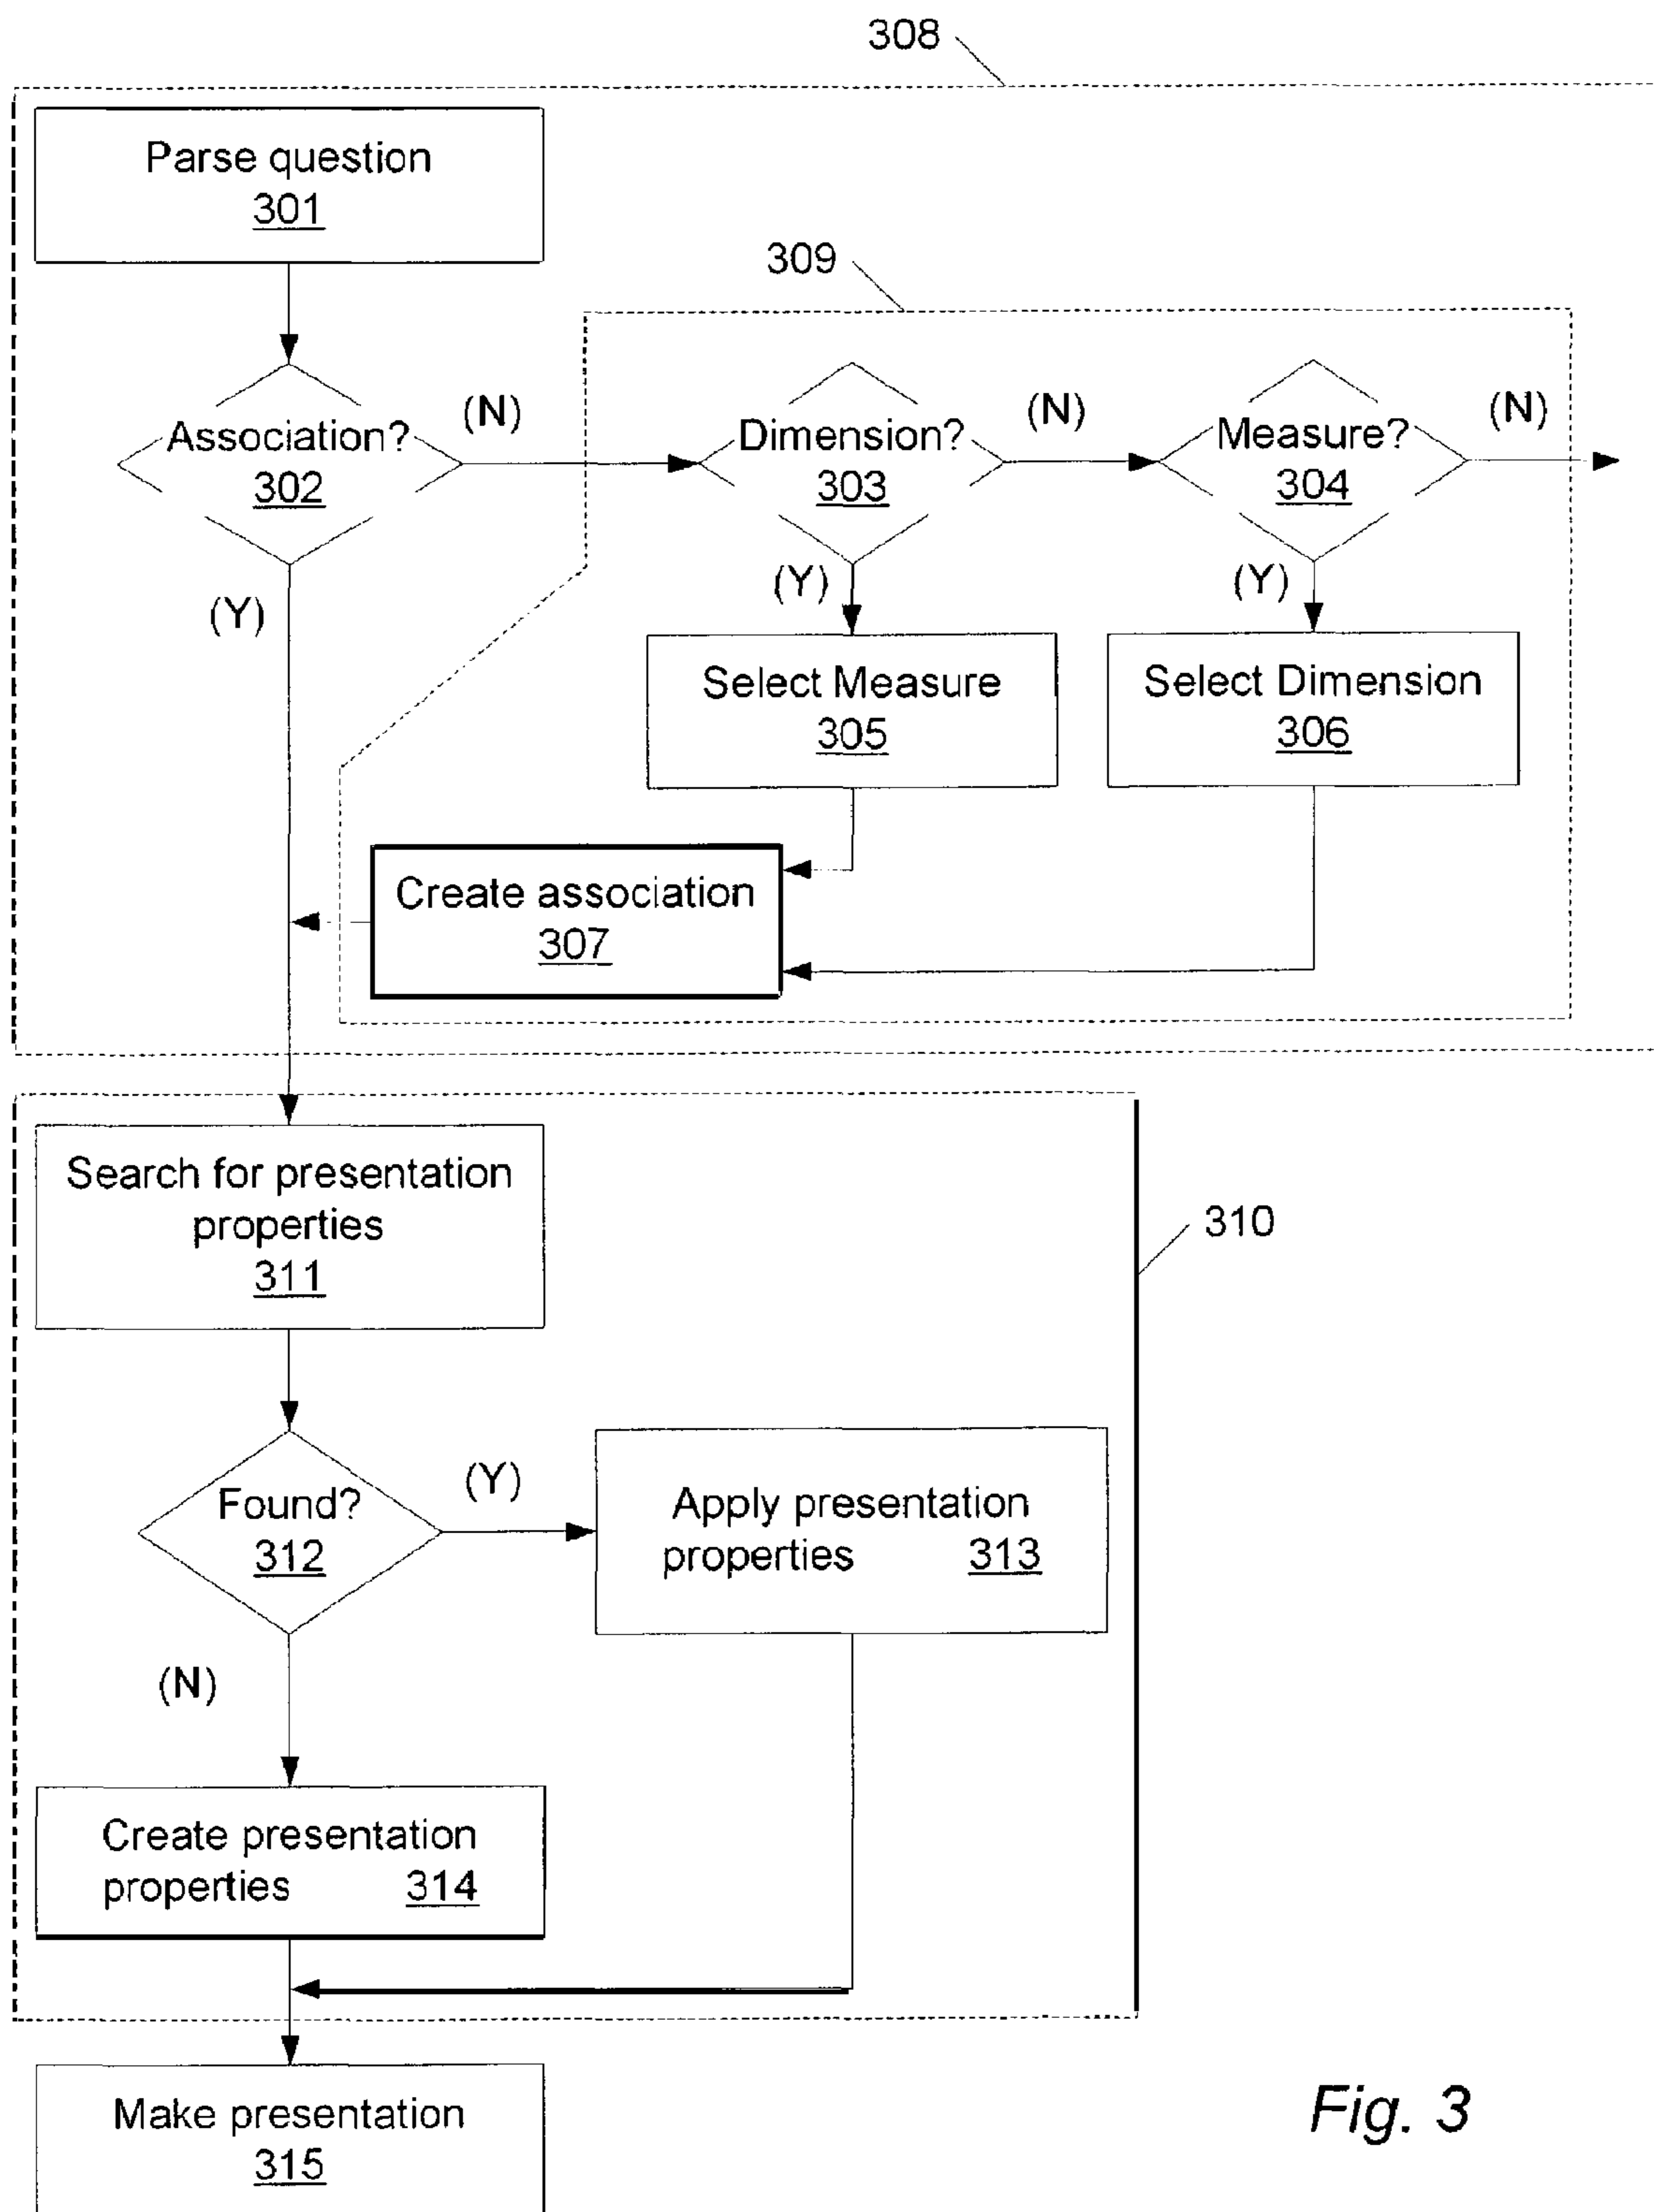 308
Parse question
301
309
Association?
302
(N)
Dimension?
303
(N)
Measure?
304
(N)
(Y)
(Y)
(Y)
Select Measure
305
Select Dimension
306
Create association
307
Search for presentation
properties
311
310
Found?
312
(Y)
Apply presentation
properties 313
(N)
Create presentation
properties 314
Make presentation
315
Fig. 3